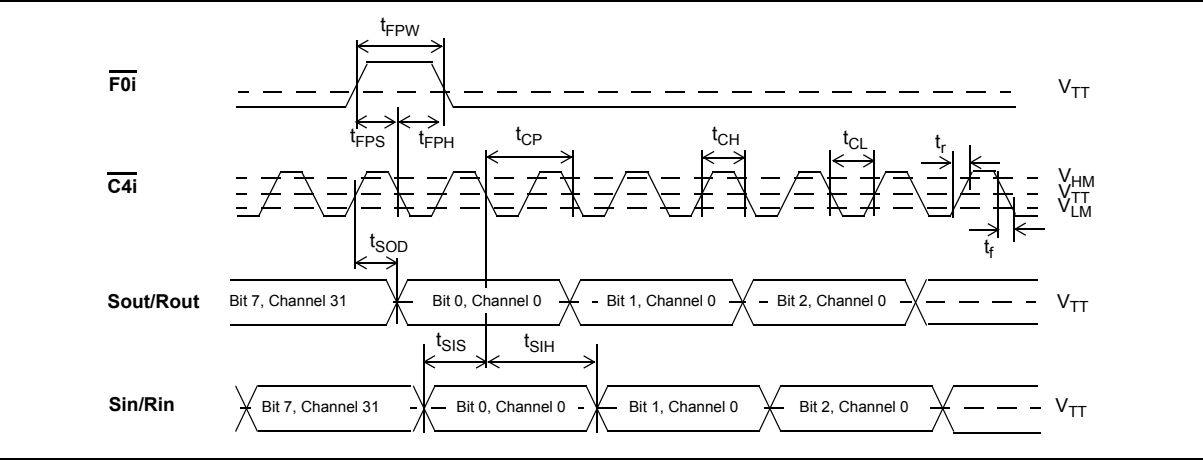 tFPW
F0i
VTT
tFPS tFPH tCP tCH tCL tr
C4i
VHM
VTT
VLM
tSOD tf
Sout/Rout Bit 7, Channel 31 Bit 0, Channel 0 Bit 1, Channel 0 Bit 2, Channel 0 VTT
tSIS tSIH
Sin/Rin Bit 7, Channel 31 Bit 0, Channel 0 Bit 1, Channel 0 Bit 2, Channel 0 VTT